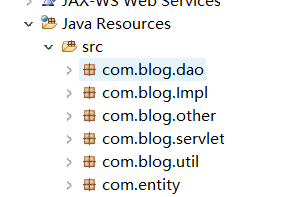 JAX-WS Web Services
Java Resources
src
com.blog.dao
com.blog.Impl
com.blog.other
com.blog.servlet
com.blog.util
com.entity